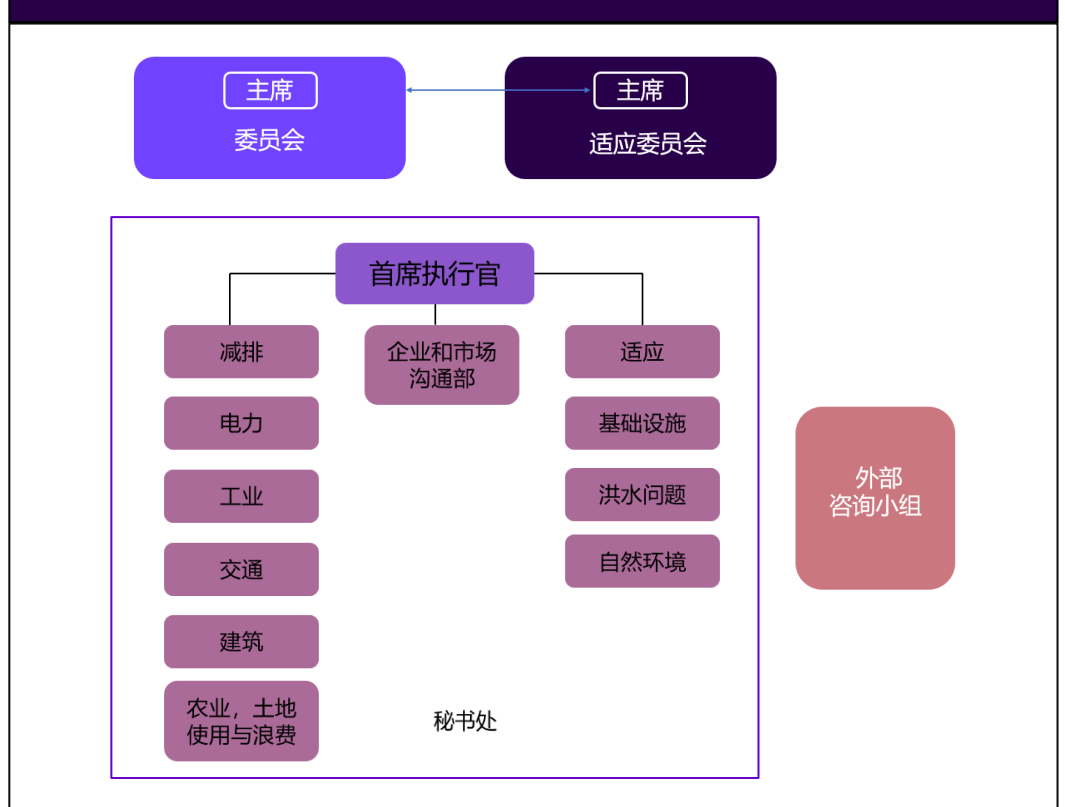 主席
委员会
主席
适应委员会
首席执行官
减排
企业和市场
沟通部
适应
电力
基础设施
工业
洪水问题
交通
自然环境
建筑
农业，土地
使用与浪费
秘书处
外部
咨询小组